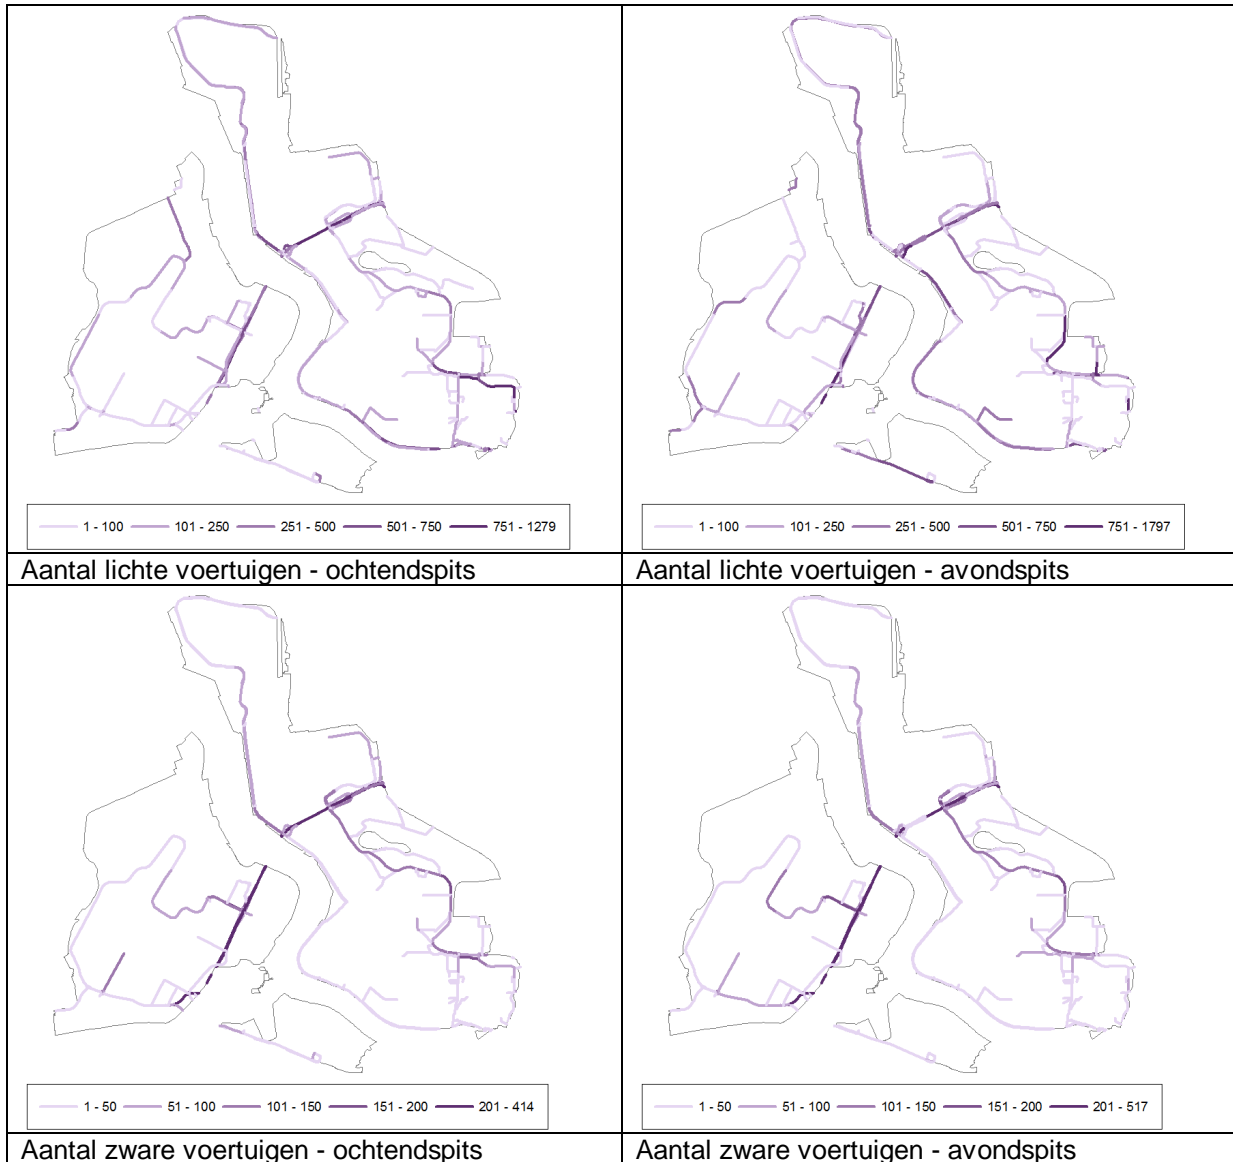 1 - 100 101 - 250 251 - 500 501 - 750 751 - 1279
1 - 100 101 - 250 251 - 500 501 - 750 751 - 1797
Aantal lichte voertuigen - ochtendspits
Aantal lichte voertuigen - avondspits
1 - 50 51 - 100 101 - 150 151 - 200 201 - 414
1 - 50 51 - 100 101 - 150 151 - 200 201 - 517
Aantal zware voertuigen - ochtendspits
Aantal zware voertuigen - avondspits